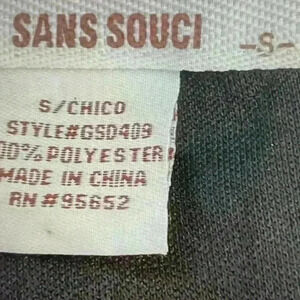 SANS SOUCI -S-
S/CHICO
STYLE#GSD409
00% POLYESTER
MADE IN CHINA
RN#95652